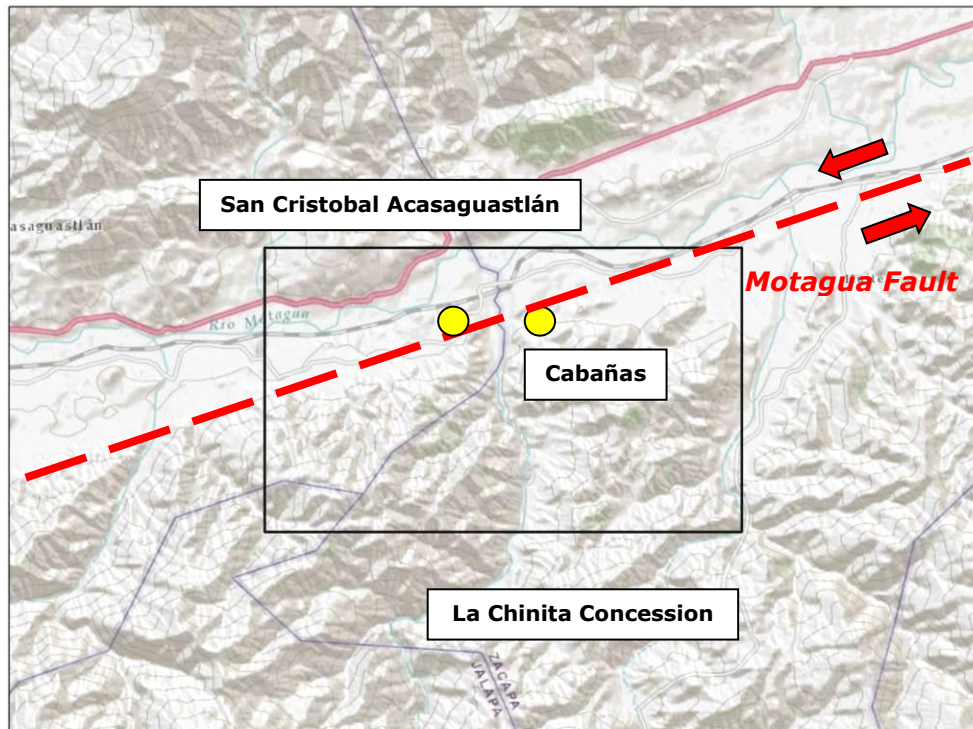 San Cristobal Acasaguastlán
asaguastlán
Motagua Fault
Río Motagua
Cabañas
La Chinita Concession
ZACAPA
JALAPA